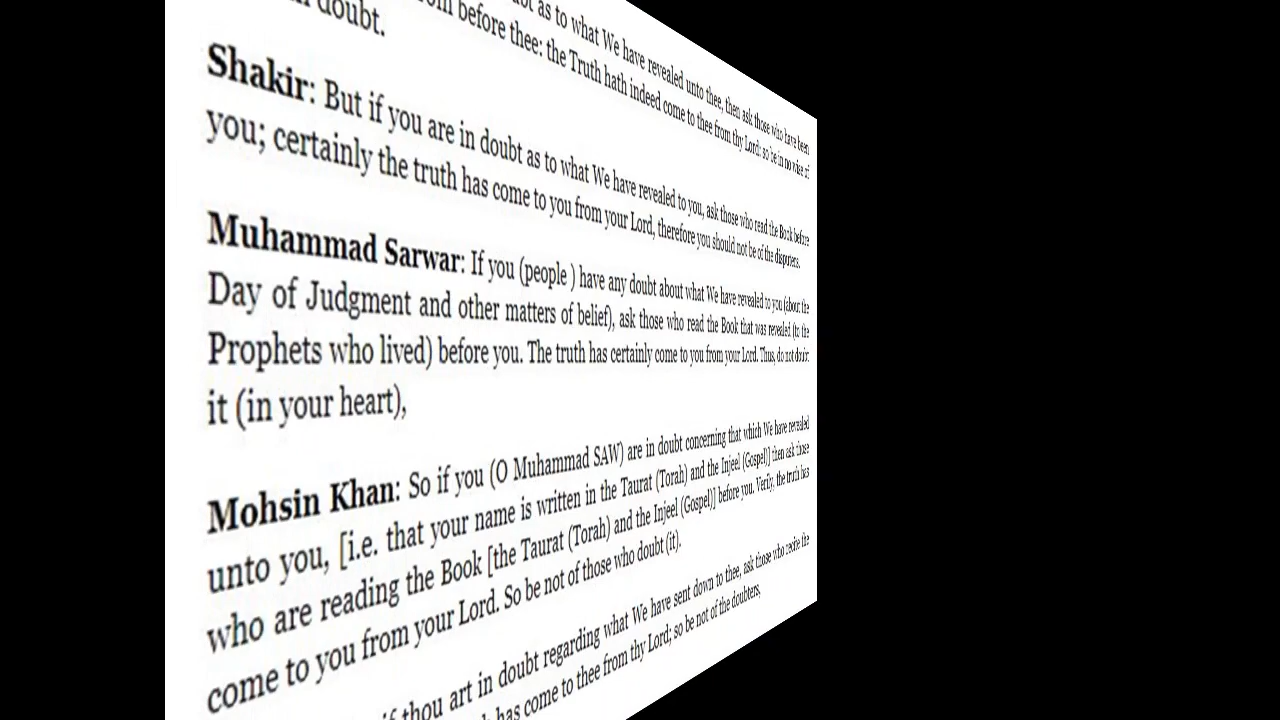 as to what We have revealed unto thee, then ask those who have been
before thee: the Truth hath indeed come to thee from thy Lord: so be in no wise of
doubt.
Shakir: But if you are in doubt as to what We have revealed to you, ask those who read the Book before
you; certainly the truth has come to you from your Lord, therefore you should not be of the disputers.
Muhammad Sarwar: If you (people ) have any doubt about what We have revealed to you (about the
Day of Judgment and other matters of belief), ask those who read the Book that was revealed (to the
Prophets who lived) before you. The truth has certainly come to you from your Lord. Thus, do not doubt
it (in your heart),
Mohsin Khan: So if you (O Muhammad SAW) are in doubt concerning that which We have revealed
unto you, [i.e. that your name is written in the Taurat (Torah) and the Injeel (Gospel)] then ask those
who are reading the Book [the Taurat (Torah) and the Injeel (Gospel)] before you. Verily, the truth has
come to you from your Lord. So be not of those who doubt (it).
if thou art in doubt regarding what We have sent down to thee, ask those who recite the
has come to thee from thy Lord; so be not of the doubters,